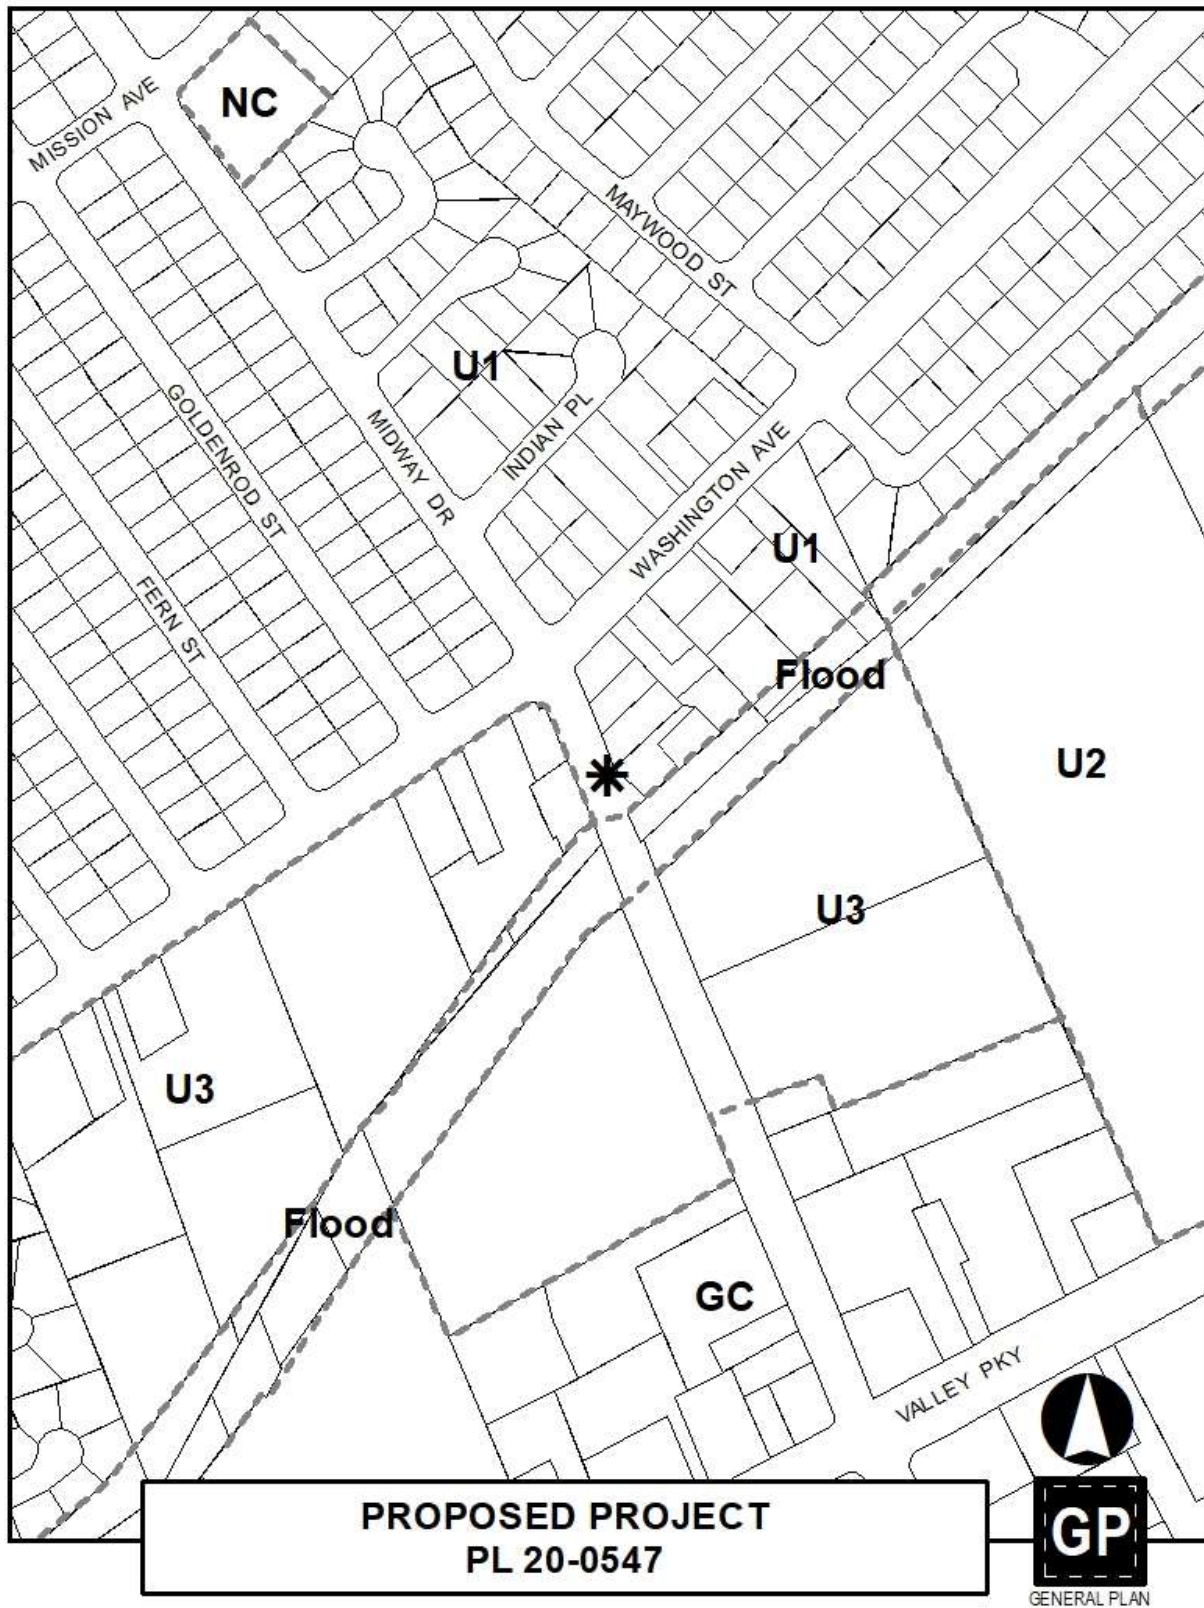 NC
MISSION AVE
MAYWOOD ST
U1
GOLDENROD ST
MIDWAY DR
INDIAN PL
WASHINGTON AVE
U1
FERN ST
Flood
U2
U3
U3
Flood
GC
VALLEY PKY
PROPOSED PROJECT
PL 20-0547
GP
GENERAL PLAN